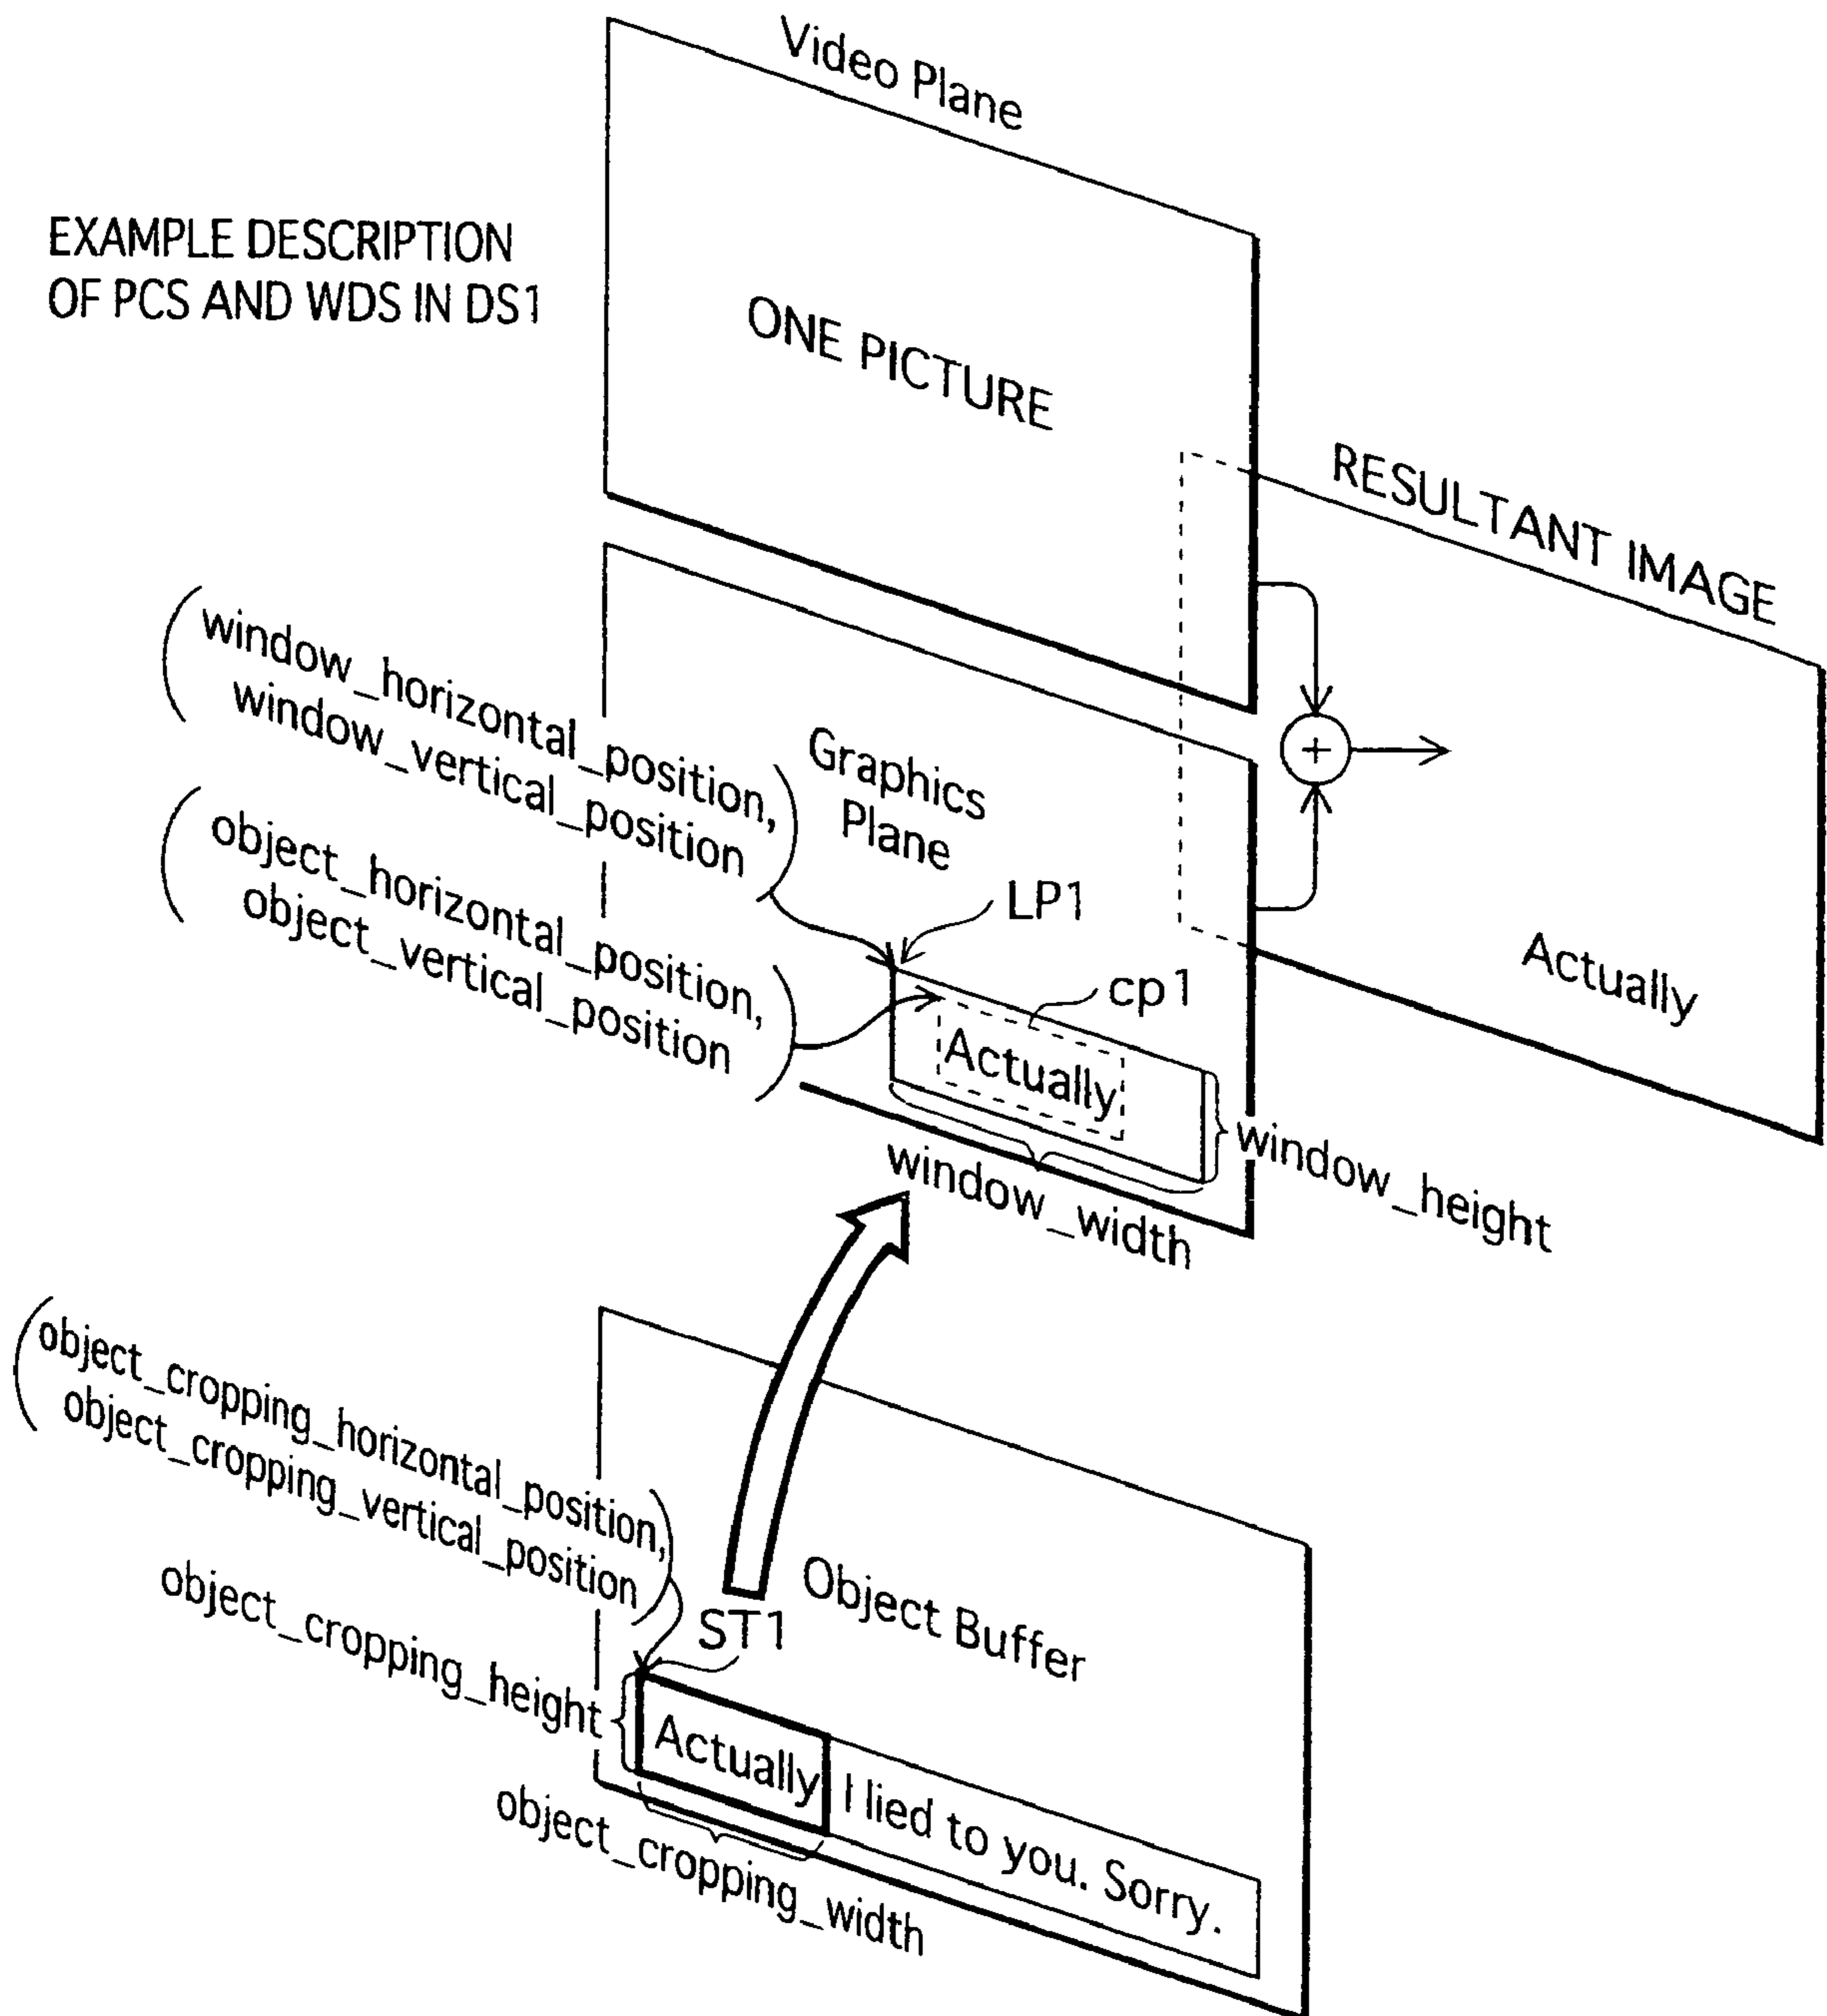 Video Plane
EXAMPLE DESCRIPTION
OF PCS AND WDS IN DS1
ONE PICTURE
RESULTANT IMAGE
(window_horizontal_position,
window_vertical_position)
Graphics
Plane
(object_horizontal_position,
object_vertical_position)
LP1
cp1
Actually
Actually
+
window_height
window_width
(object_cropping_horizontal_position,
object_cropping_vertical_position)
object_cropping_height
ST1
Object Buffer
Actually I lied to you. Sorry.
object_cropping_width